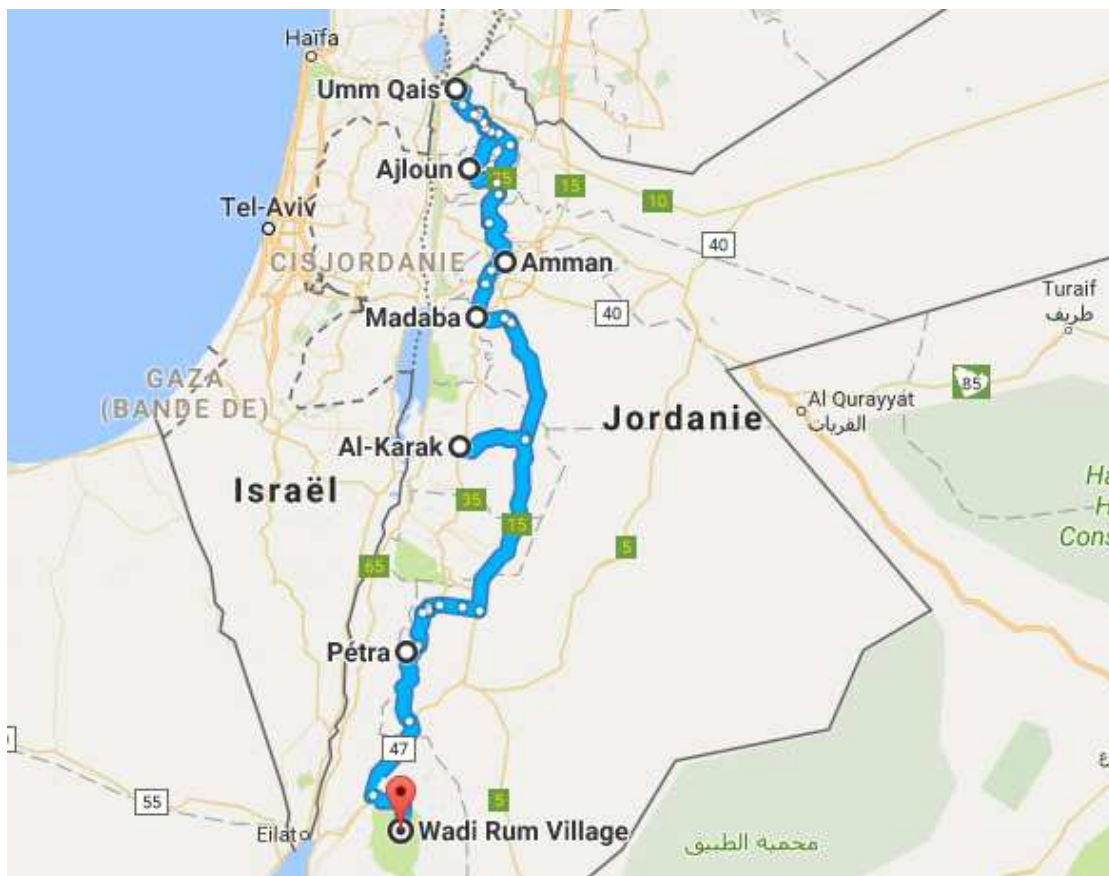 Haïfa
Umm Qais
Ajloun
25
15
10
Tel-Aviv
40
CISJORDANIE
Amman
Madaba
40
Turaif
طريف
GAZA
(BANDE DE)
85
Al Qurayyat
القريات
Jordanie
Al-Karak
Israël
35
15
5
65
Pétra
47
55
5
Eilat
Wadi Rum Village
محمية الطبيق